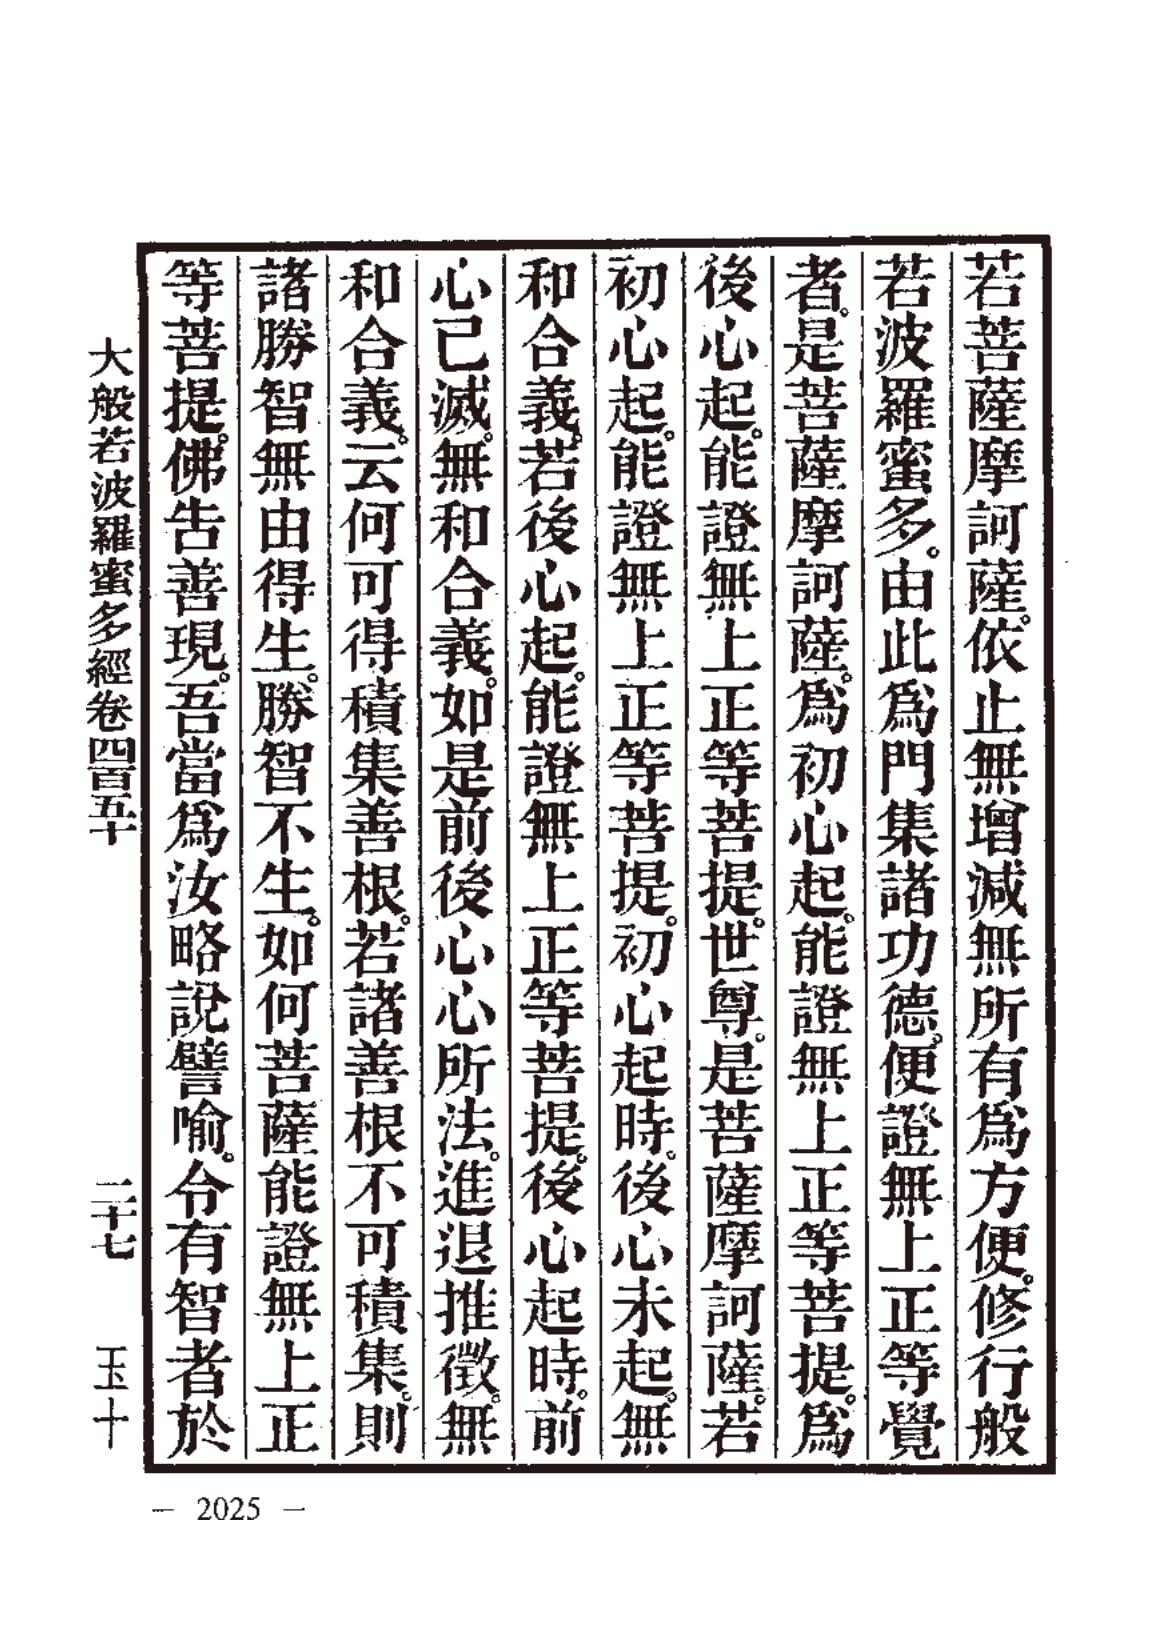 若菩薩摩訶薩。依止無增減無所有爲方便。修行般
若波羅蜜多。由此爲門集諸功德。便證無上正等覺
者。是菩薩摩訶薩。爲初心起。能證無上正等菩提。爲
後心起。能證無上正等菩提。世尊。是菩薩摩訶薩。若
初心起。能證無上正等菩提。初心起時。後心未起。無
和合義。若後心起。能證無上正等菩提。後心起時。前
心已滅。無和合義。如是前後心心所法。進退推徵。無
和合義。云何可得積集善根。若諸善根不可積集。則
諸勝智無由得生。勝智不生。如何菩薩能證無上正
等菩提。佛告善現。吾當爲汝略說譬喻。令有智者於
大般若波羅蜜多經卷四百五十 二十七 玉十
— 2025 —